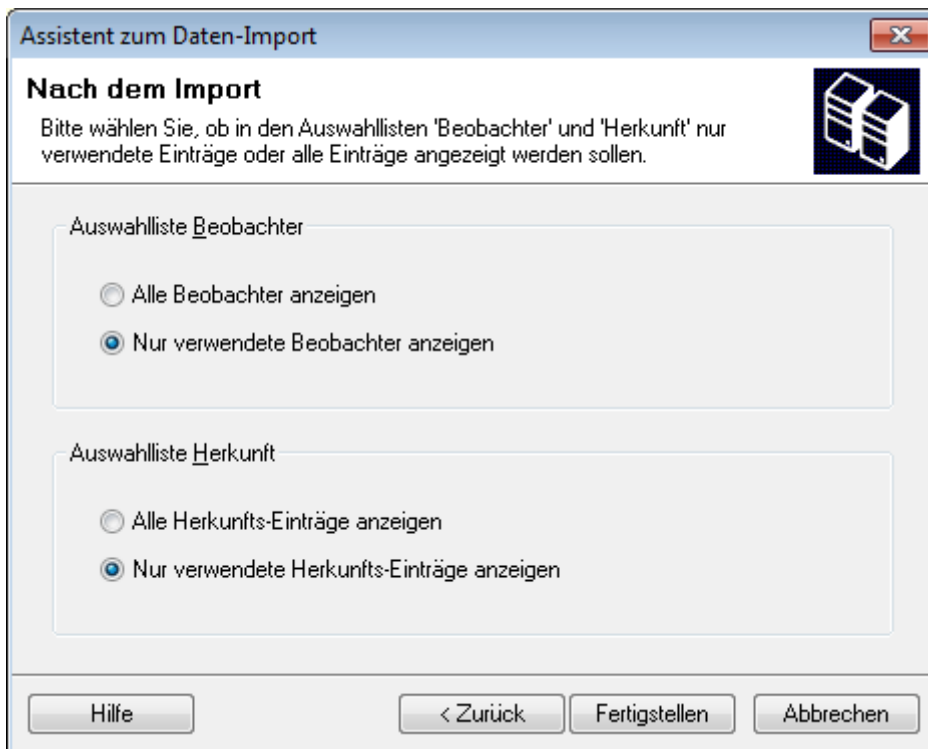 Assistent zum Daten-Import
Nach dem Import
Bitte wählen Sie, ob in den Auswahllisten 'Beobachter' und 'Herkunft' nur
verwendete Einträge oder alle Einträge angezeigt werden sollen.
Auswahlliste Beobachter
Alle Beobachter anzeigen
Nur verwendete Beobachter anzeigen
Auswahlliste Herkunft
Alle Herkunfts-Einträge anzeigen
Nur verwendete Herkunfts-Einträge anzeigen
Hilfe
< Zurück
Fertigstellen
Abbrechen